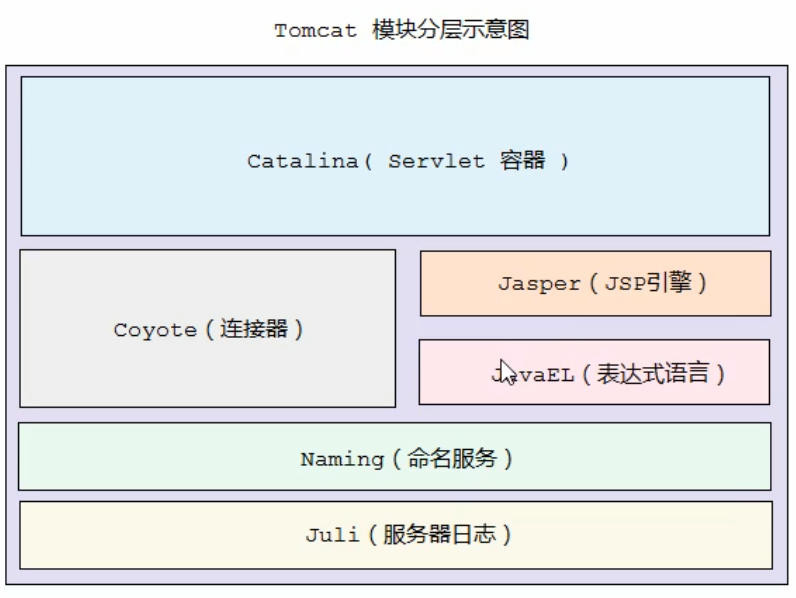 Tomcat 模块分层示意图
Catalina( Servlet 容器 )
Coyote(连接器)
Jasper(JSP引擎)
JavaEL(表达式语言)
Naming(命名服务)
Juli(服务器日志)